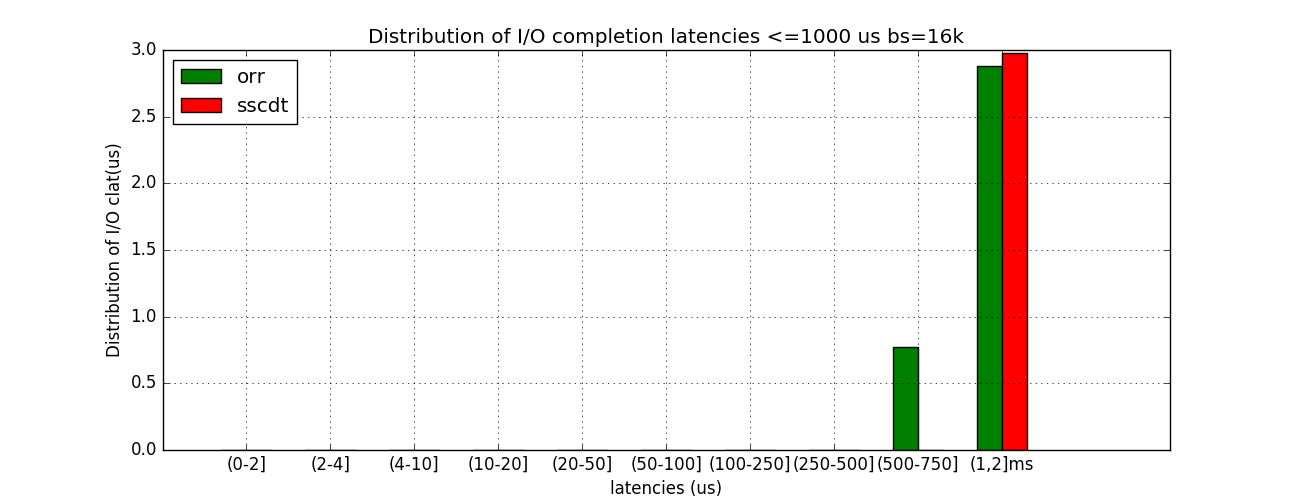 Distribution of I/O completion latencies <=1000 us bs=16k
orr
sscdt
Distribution of I/O clat(us)
3.0
2.5
2.0
1.5
1.0
0.5
0.0
(0-2] (2-4] (4-10] (10-20] (20-50] (50-100] (100-250] (250-500] (500-750] (1,2]ms
latencies (us)